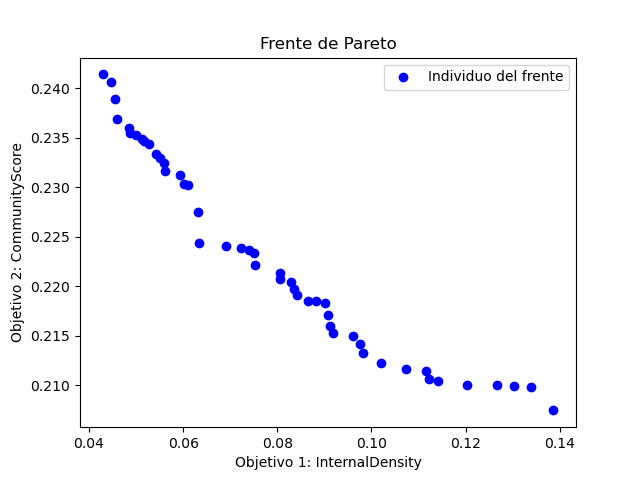 Frente de Pareto
Individuo del frente
Objetivo 2: CommunityScore
0.240
0.235
0.230
0.225
0.220
0.215
0.210
0.04 0.06 0.08 0.10 0.12 0.14
Objetivo 1: InternalDensity